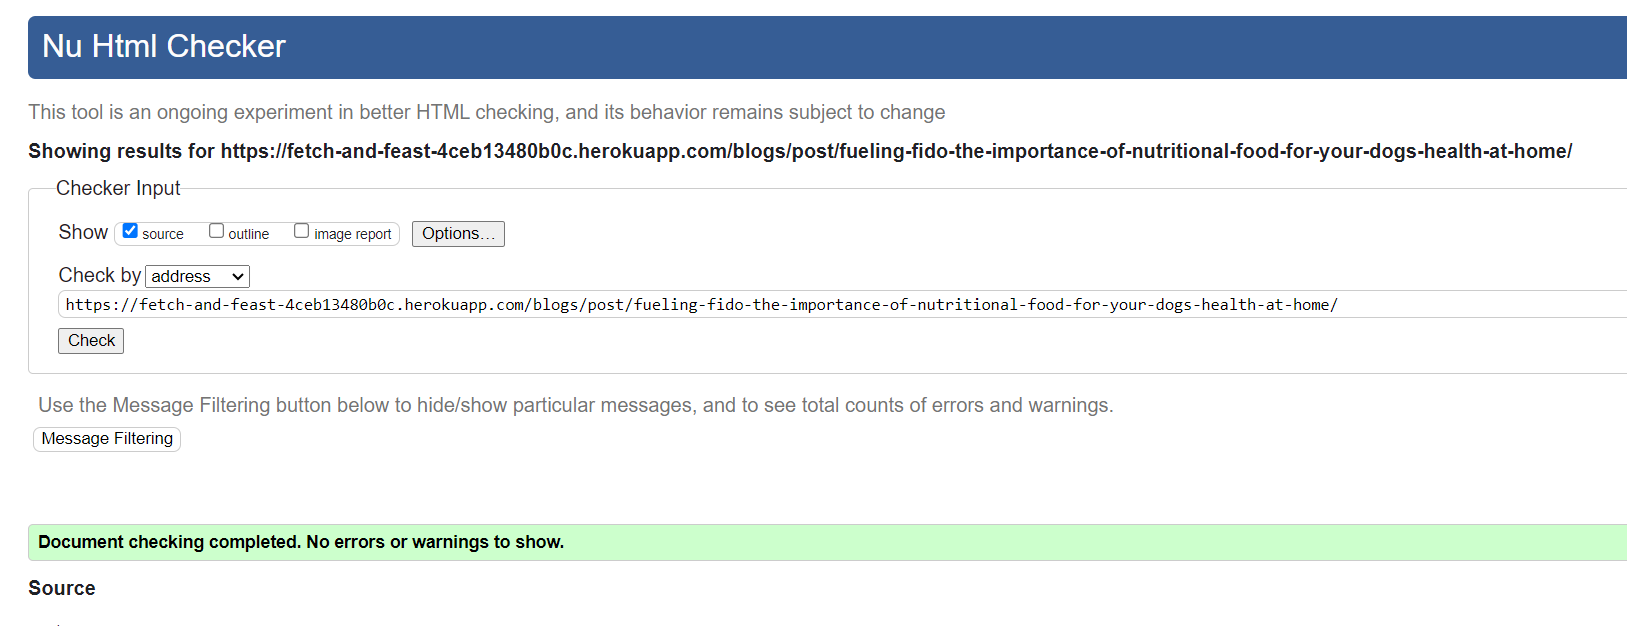 Nu Html Checker
This tool is an ongoing experiment in better HTML checking, and its behavior remains subject to change
Showing results for https://fetch-and-feast-4ceb13480b0c.herokuapp.com/blogs/post/fueling-fido-the-importance-of-nutritional-food-for-your-dogs-health-at-home/
Checker Input
Show source outline image report Options...
Check by address
https://fetch-and-feast-4ceb13480b0c.herokuapp.com/blogs/post/fueling-fido-the-importance-of-nutritional-food-for-your-dogs-health-at-home/
Check
Use the Message Filtering button below to hide/show particular messages, and to see total counts of errors and warnings.
Message Filtering
Document checking completed. No errors or warnings to show.
Source